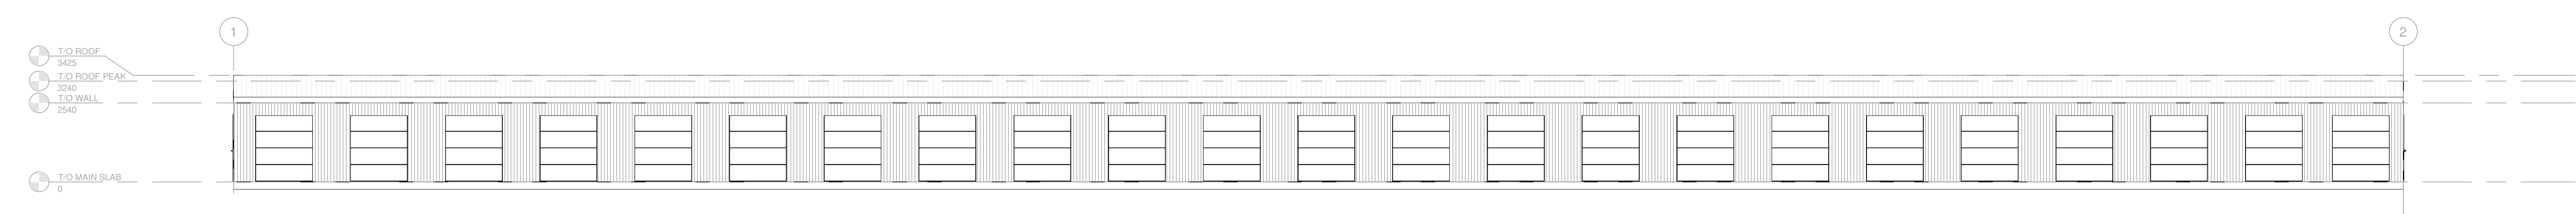 1
2
T/O ROOF
3425
T/O ROOF PEAK
3240
T/O WALL
2540
T/O MAIN SLAB
0